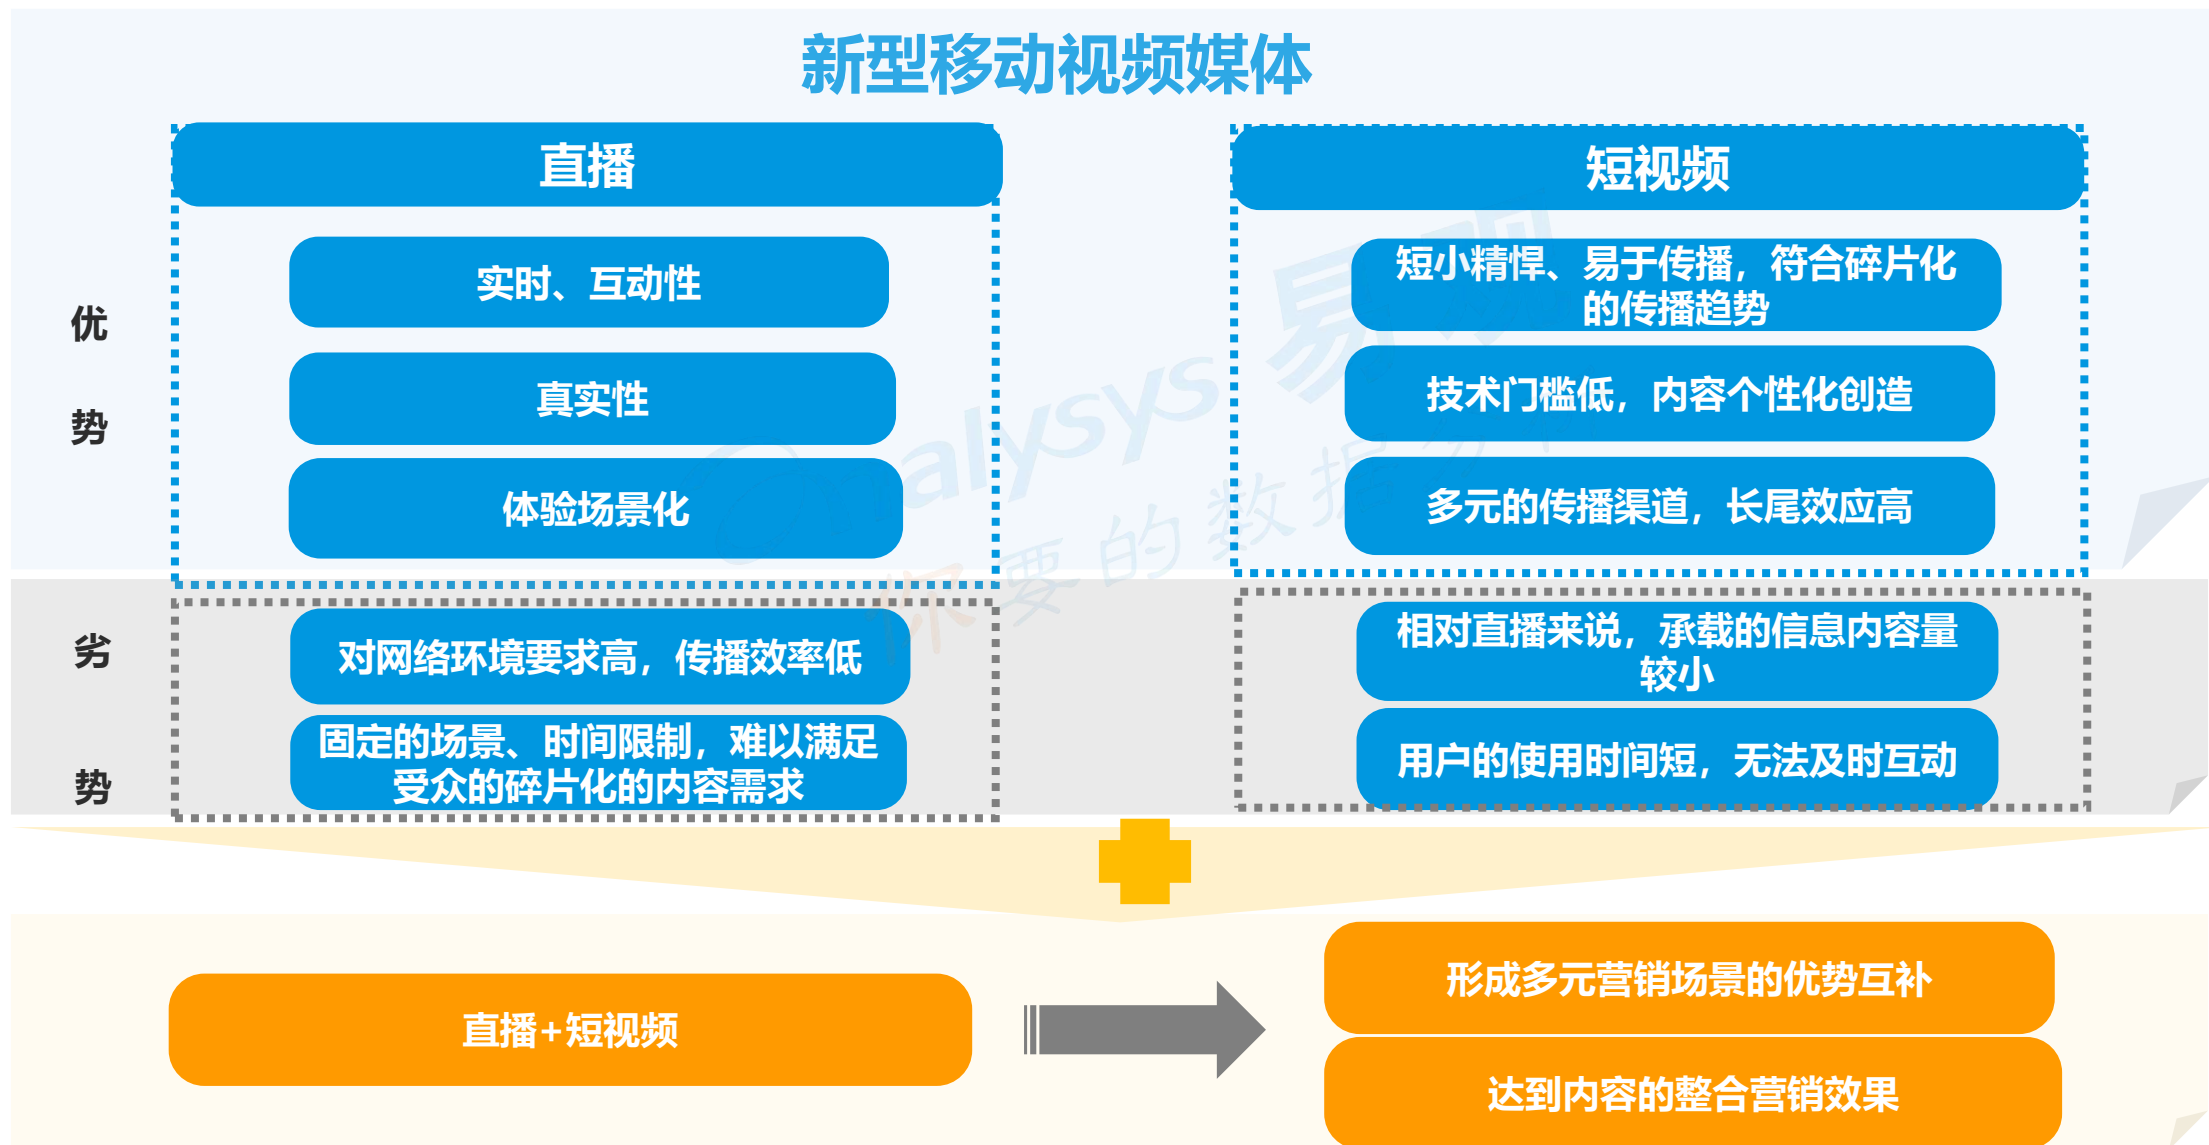 新型移动视频媒体
直播
短视频
优
势
实时、互动性
真实性
体验场景化
短小精悍、易于传播，符合碎片化
的传播趋势
技术门槛低，内容个性化创造
多元的传播渠道，长尾效应高
劣
势
对网络环境要求高，传播效率低
固定的场景、时间限制，难以满足
受众的碎片化的内容需求
相对直播来说，承载的信息内容量
较小
用户的使用时间短，无法及时互动
直播+短视频
形成多元营销场景的优势互补
达到内容的整合营销效果
alysys 易观
你要的数据